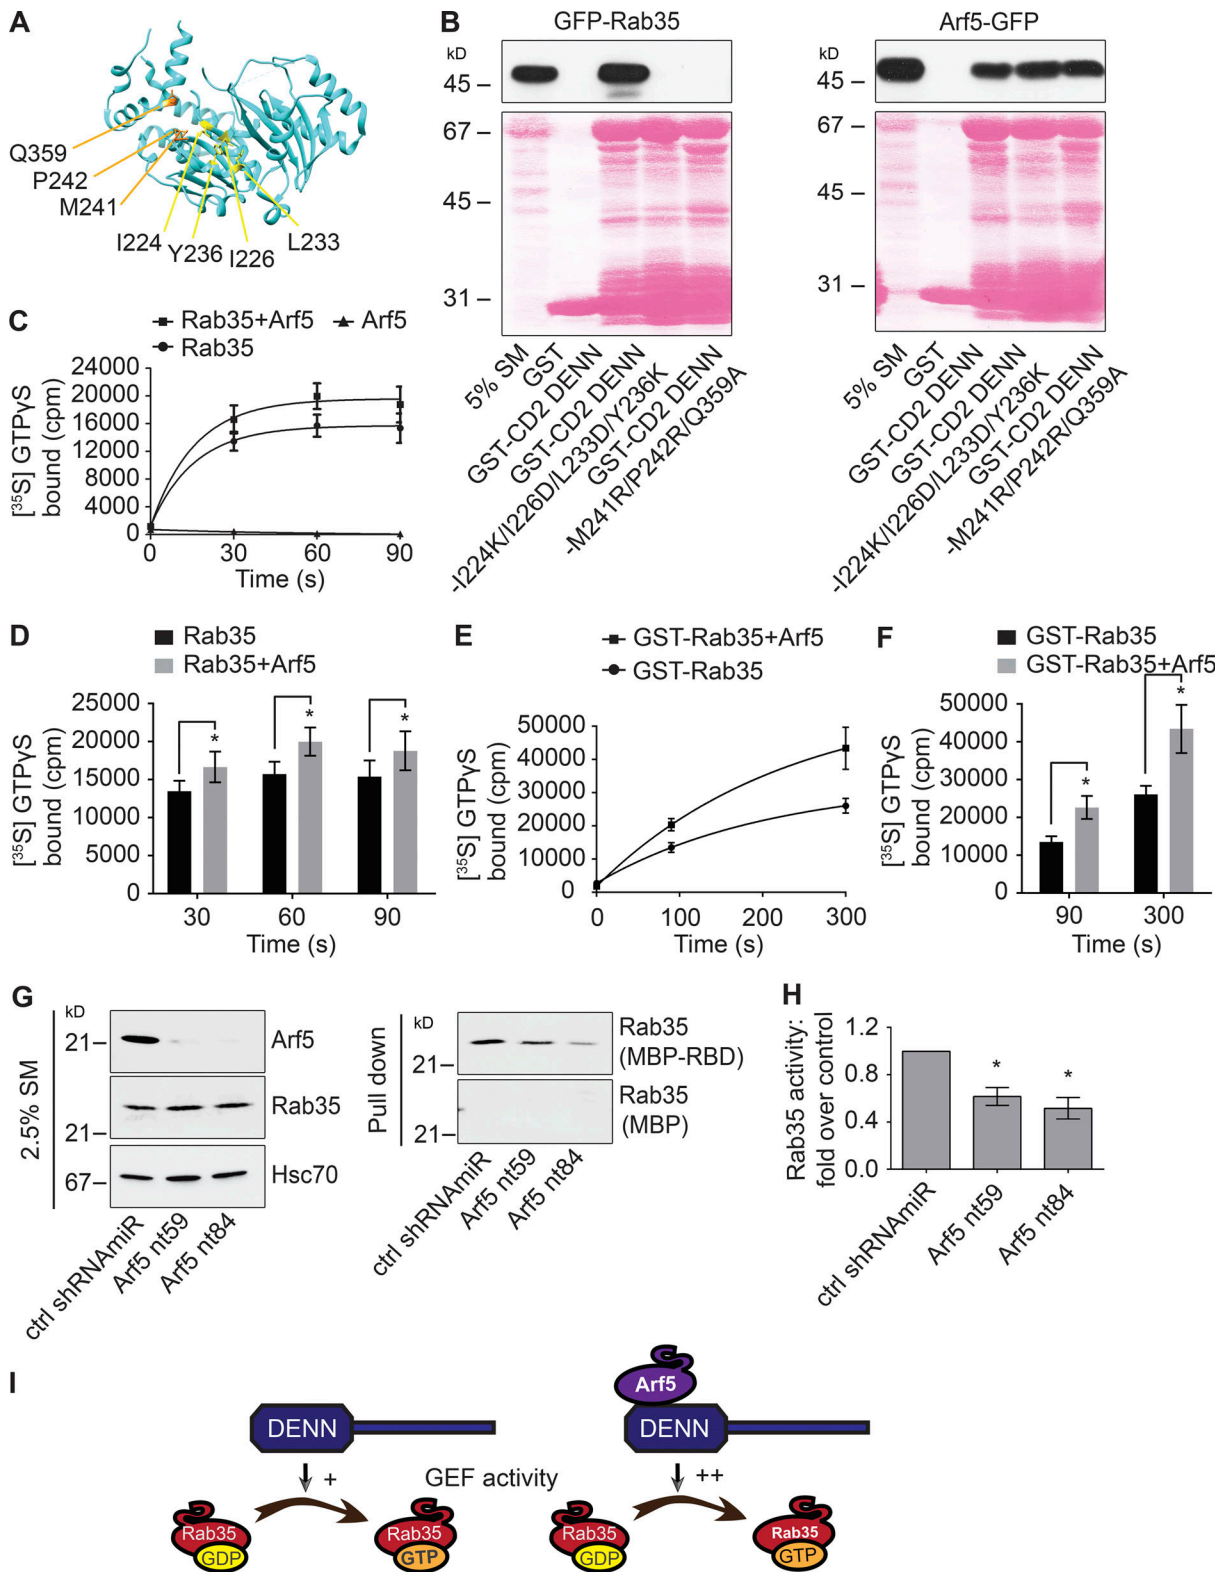 A
Q359
P242
M241
I224
Y236
I226
L233
B
GFP-Rab35
kD
45
67
45
31
5% SM
GST
GST-CD2 DENN
GST-CD2 DENN
-I224K/I226D/L233D/Y236K
GST-CD2 DENN
-M241R/P242R/Q359A
Arf5-GFP
kD
45
67
45
31
5% SM
GST
GST-CD2 DENN
GST-CD2 DENN
-I224K/I226D/L233D/Y236K
GST-CD2 DENN
-M241R/P242R/Q359A
C
Rab35+Arf5
Arf5
Rab35
[³⁵S] GTPγS
bound (cpm)
24000
20000
16000
12000
8000
4000
0
0 30 60 90
Time (s)
D
Rab35
Rab35+Arf5
[³⁵S] GTPγS
bound (cpm)
25000
20000
15000
10000
5000
0
* * *
30 60 90
Time (s)
E
GST-Rab35+Arf5
GST-Rab35
[³⁵S] GTPγS
bound (cpm)
50000
40000
30000
20000
10000
0
0 100 200 300
Time (s)
F
GST-Rab35
GST-Rab35+Arf5
[³⁵S] GTPγS
bound (cpm)
50000
40000
30000
20000
10000
0
* *
90 300
Time (s)
G
2.5% SM
kD
21
Arf5
Rab35
21
67
Hsc70
ctrl shRNAmiR
Arf5 nt59
Arf5 nt84
Pull down
kD
21
Rab35
(MBP-RBD)
Rab35
(MBP)
21
ctrl shRNAmiR
Arf5 nt59
Arf5 nt84
H
Rab35 activity:
fold over control
1.2
0.8
0.4
0.0
* *
ctrl shRNAmiR
Arf5 nt59
Arf5 nt84
I
Arf5
DENN
DENN
+
GEF activity
++
Rab35
GDP
Rab35
GTP
Rab35
GDP
Rab35
GTP